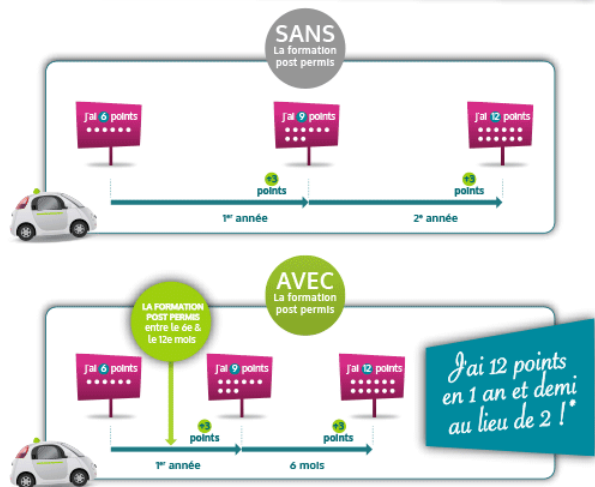 SANS
La formation
post permis
J'ai 6 points
J'ai 9 points
J'ai 12 points
+3
points
+3
points
1er année
2e année
AVEC
La formation
post permis
LA FORMATION
POST PERMIS
entre le 6e &
le 12e mois
J'ai 6 points
J'ai 9 points
J'ai 12 points
+3
points
+3
points
1er année
6 mois
J'ai 12 points
en 1 an et demi
au lieu de 2 !*